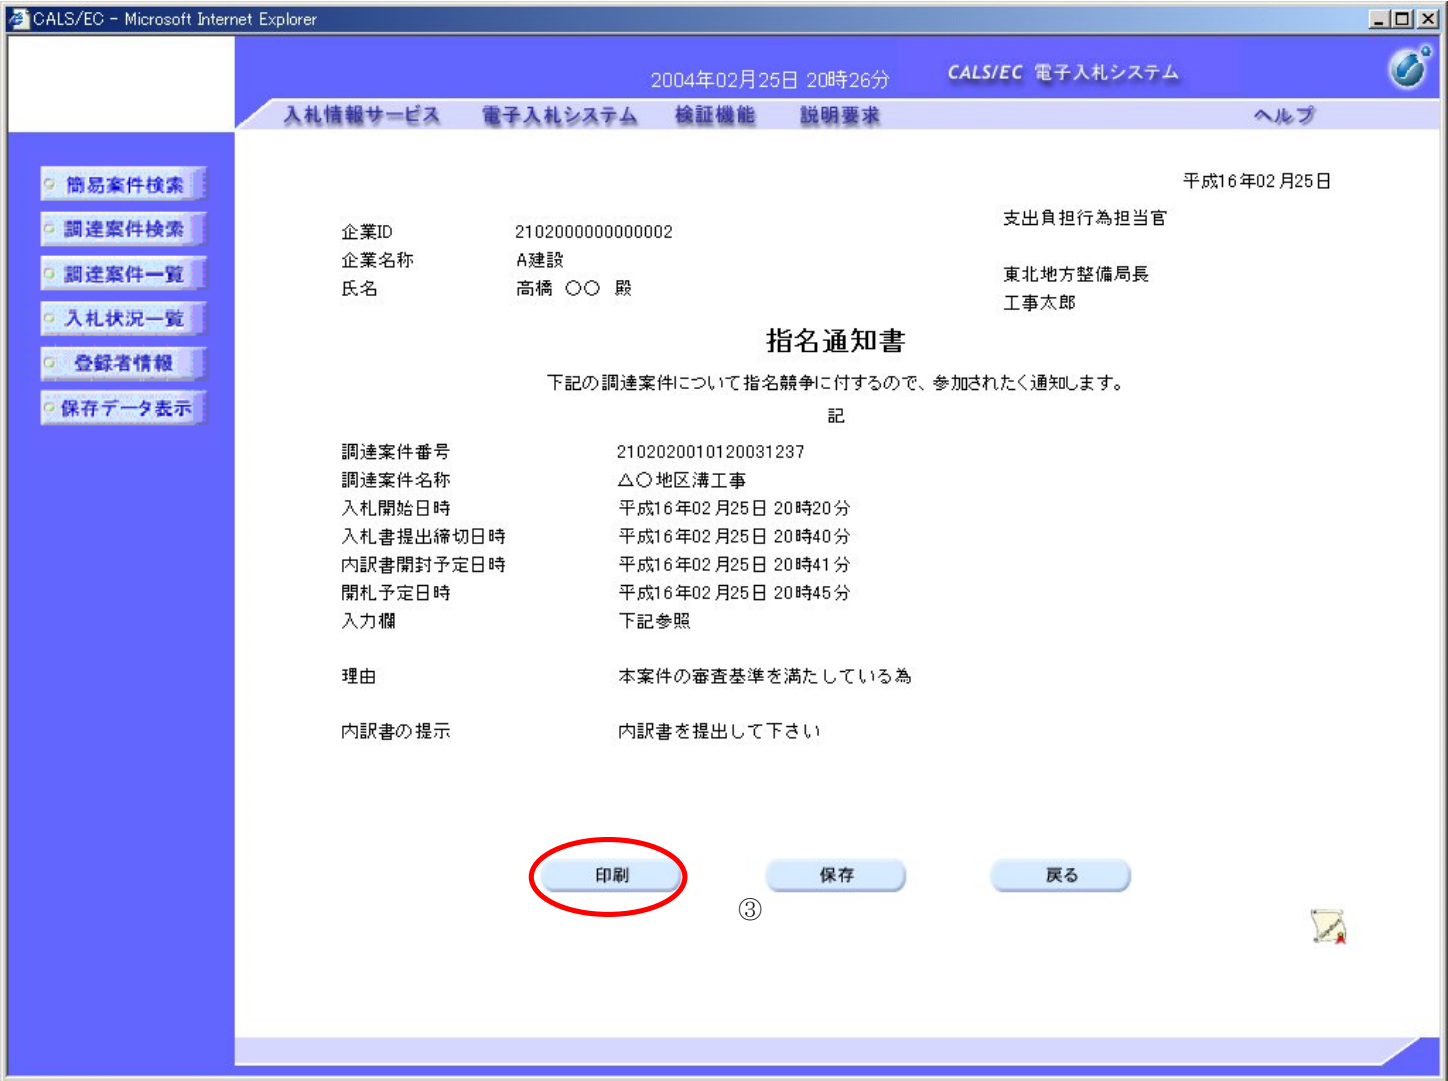 CALS/EC - Microsoft Internet Explorer
2004年02月25日 20時26分
CALS/EC 電子入札システム
入札情報サービス 電子入札システム 検証機能 説明要求 ヘルプ
簡易案件検索
調達案件検索
調達案件一覧
入札状況一覧
登録者情報
保存データ表示
平成16年02月25日
支出負担行為担当官
企業ID 2102000000000002
企業名称 A建設
東北地方整備局長
氏名 高橋 〇〇 殿
工事太郎
指名通知書
下記の調達案件について指名競争に付するので、参加されたく通知します。
記
調達案件番号 2102020010120031237
調達案件名称 △〇地区溝工事
入札開始日時 平成16年02月25日 20時20分
入札書提出締切日時 平成16年02月25日 20時40分
内訳書開封予定日時 平成16年02月25日 20時41分
開札予定日時 平成16年02月25日 20時45分
入力欄 下記参照
理由 本案件の審査基準を満たしている為
内訳書の提示 内訳書を提出して下さい
印刷 保存 戻る
③